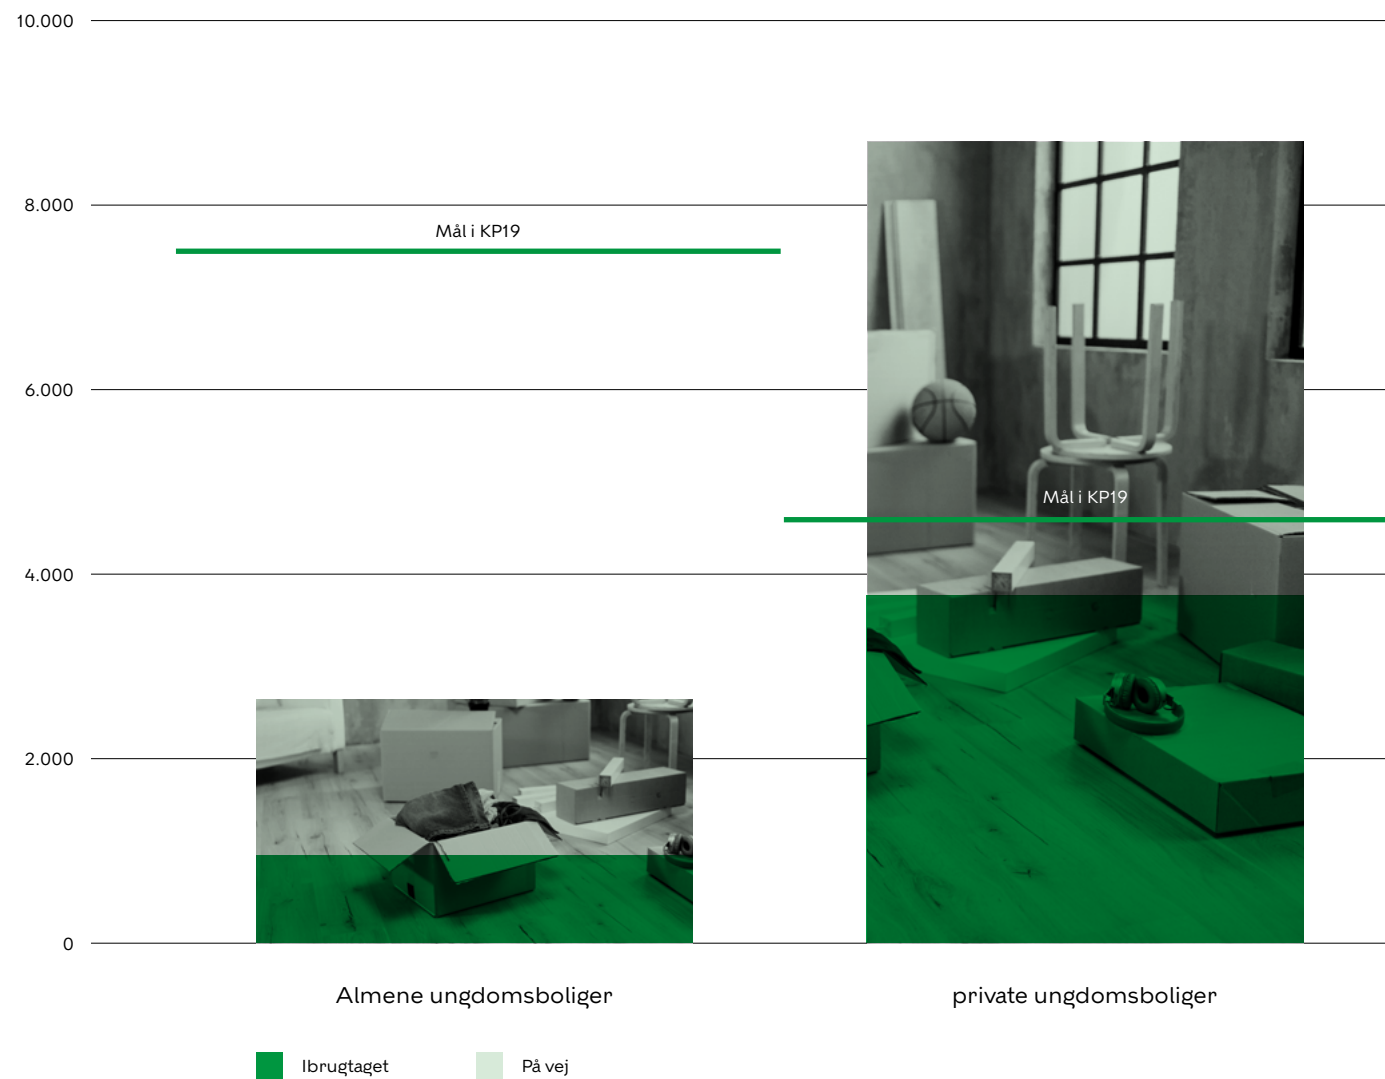 10.000
8.000
Mål i KP19
6.000
Mål i KP19
4.000
2.000
0
Almene ungdomsboliger
private ungdomsboliger
Ibrugtaget
På vej